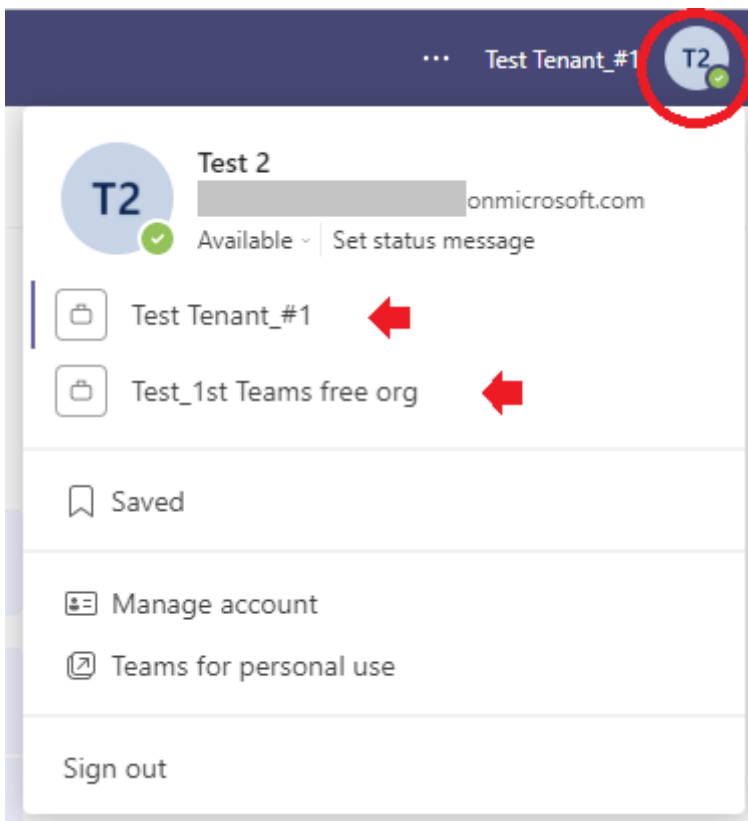 ... Test Tenant_#1 T2
Test 2
T2
onmicrosoft.com
Available Set status message
Test Tenant_#1
Test_1st Teams free org
Saved
Manage account
Teams for personal use
Sign out